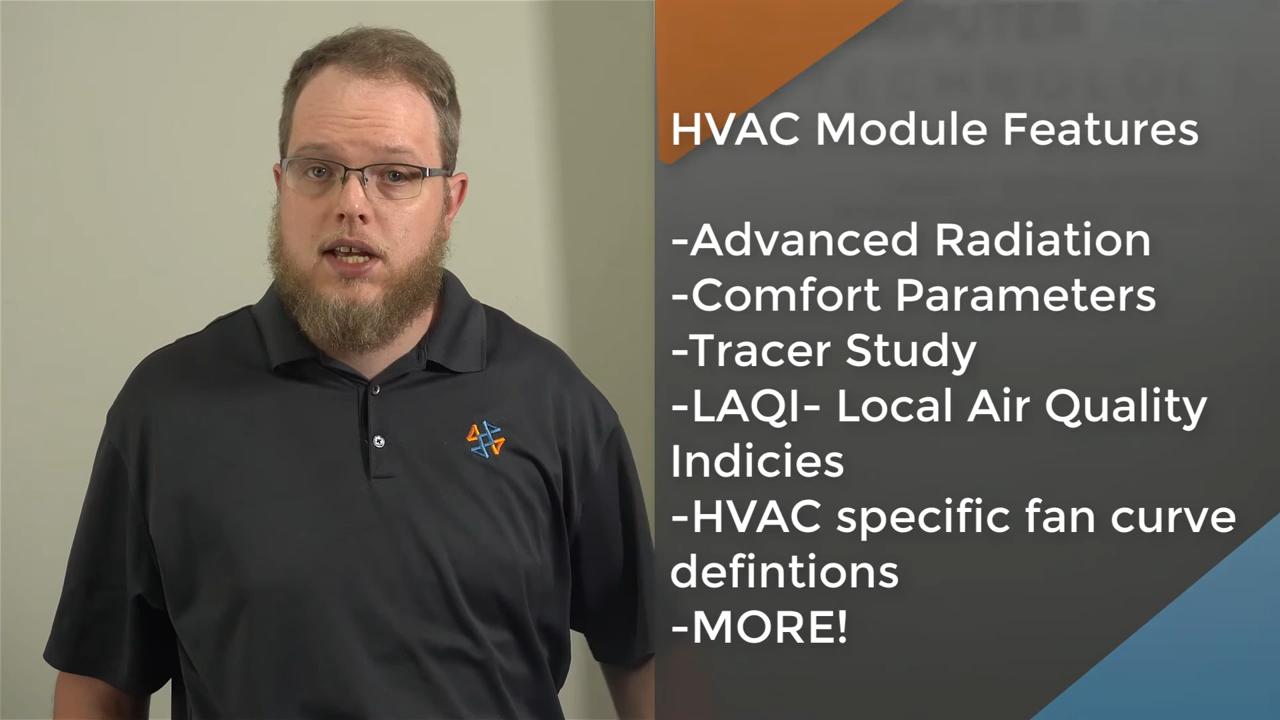 HVAC Module Features
-Advanced Radiation
-Comfort Parameters
-Tracer Study
-LAQI- Local Air Quality
Indicies
-HVAC specific fan curve
defintions
-MORE!